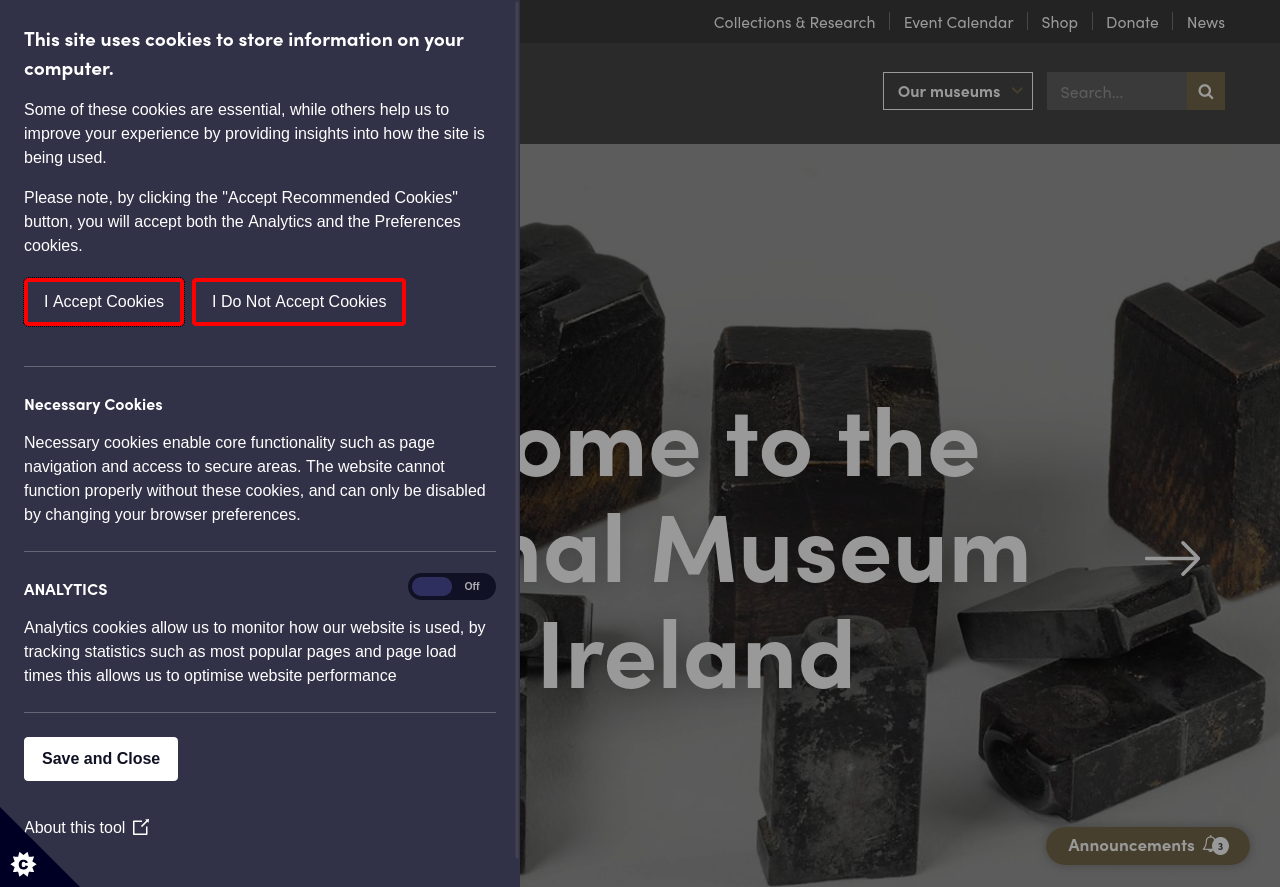 This site uses cookies to store information on your
computer.
Some of these cookies are essential, while others help us to
improve your experience by providing insights into how the site is
being used.
Please note, by clicking the "Accept Recommended Cookies"
button, you will accept both the Analytics and the Preferences
cookies.
I Accept Cookies
I Do Not Accept Cookies
Necessary Cookies
Necessary cookies enable core functionality such as page
navigation and access to secure areas. The website cannot
function properly without these cookies, and can only be disabled
by changing your browser preferences.
ANALYTICS
Off
Analytics cookies allow us to monitor how our website is used, by
tracking statistics such as most popular pages and page load
times this allows us to optimise website performance
Save and Close
About this tool
Collections & Research
Event Calendar
Shop
Donate
News
Our museums
Search...
ome to the
nal Museum
Ireland
Announcements 3